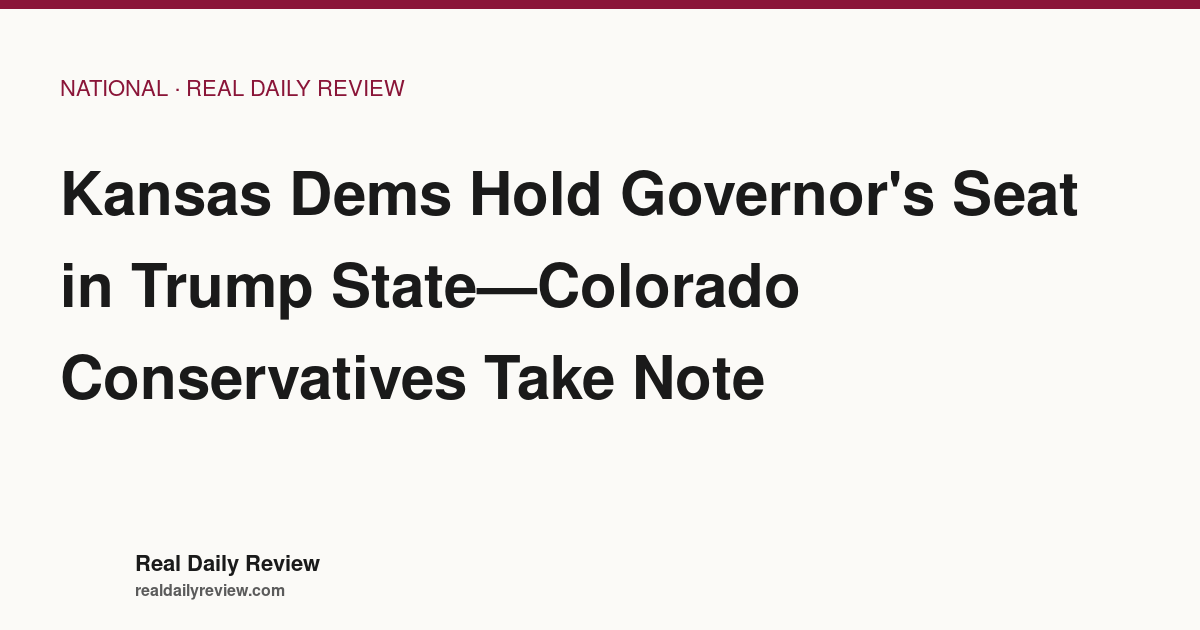 NATIONAL · REAL DAILY REVIEW
Kansas Dems Hold Governor's Seat
in Trump State—Colorado
Conservatives Take Note
Real Daily Review
realdailyreview.com